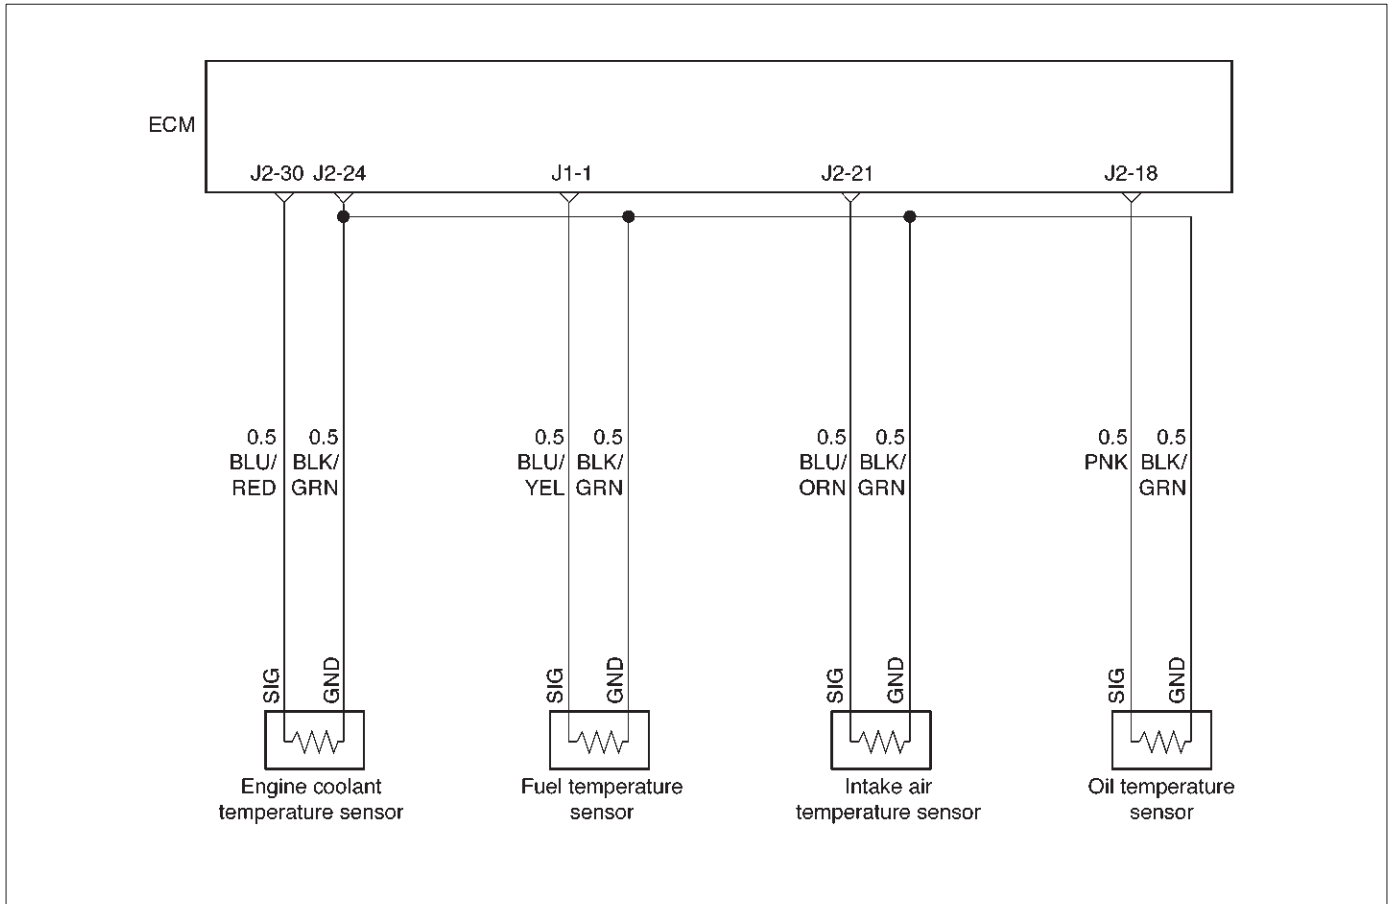 ECM
J2-30 J2-24 J1-1 J2-21 J2-18
0.5 0.5 0.5 0.5 0.5 0.5 0.5 0.5
BLU/ BLK/ BLU/ BLK/ BLU/ BLK/ PNK BLK/
RED GRN YEL GRN ORN GRN GRN
SIG GND SIG GND SIG GND SIG GND
Engine coolant Fuel temperature Intake air Oil temperature
temperature sensor sensor temperature sensor sensor